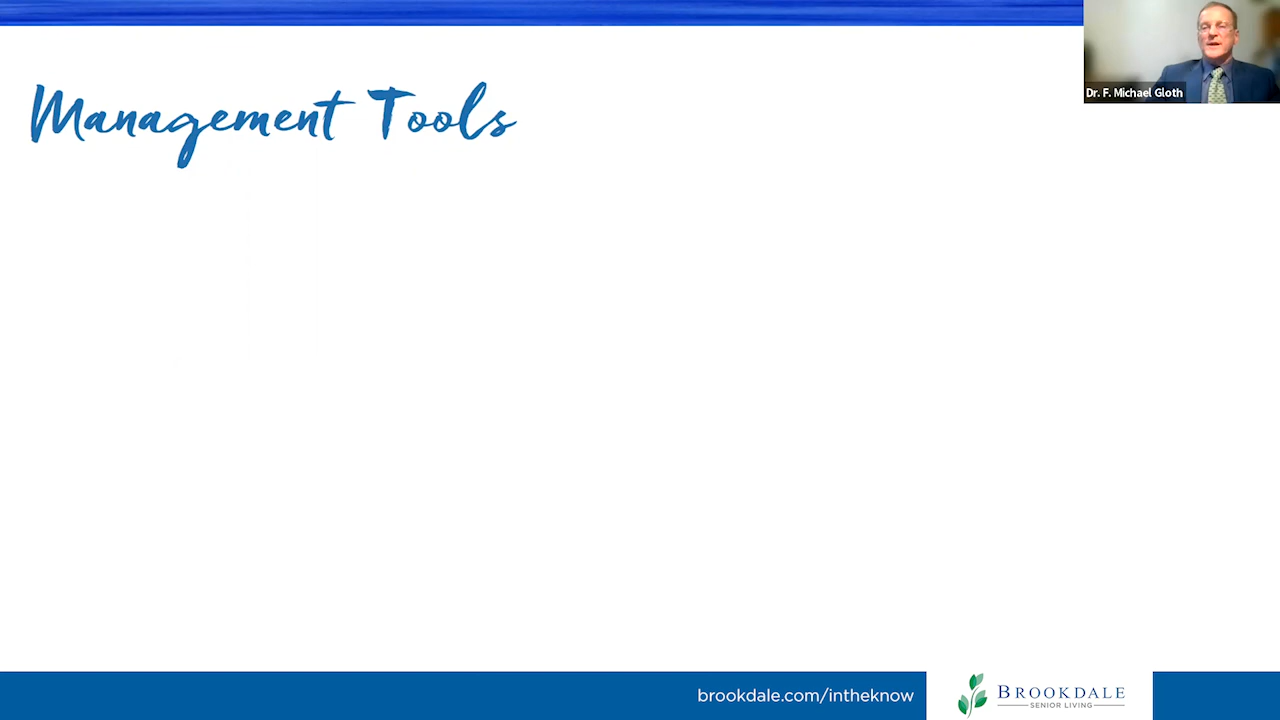 Management Tools
Dr. F. Michael Gloth
brookdale.com/intheknow
BROOKDALE
SENIOR LIVING